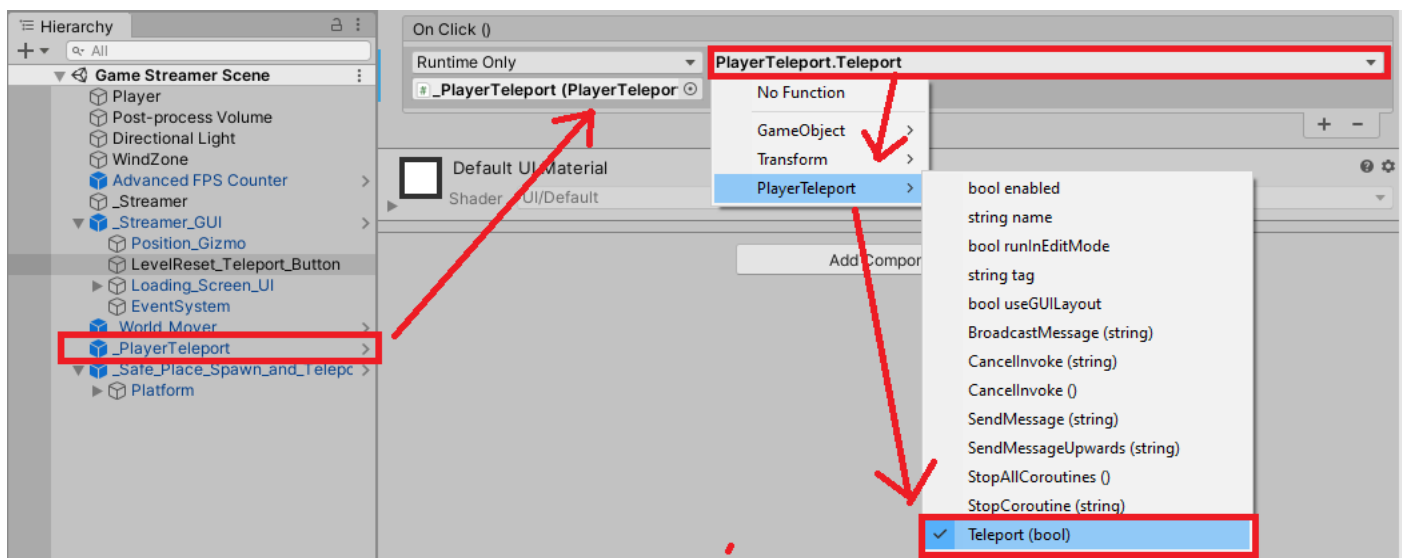 Hierarchy
All
Game Streamer Scene
Player
Post-process Volume
Directional Light
WindZone
Advanced FPS Counter
_Streamer
_Streamer_GUI
Position_Gizmo
LevelReset_Teleport_Button
Loading_Screen_UI
EventSystem
_World_Mover
_PlayerTeleport
_Safe_Place_Spawn_and_Telepc
Platform
On Click ()
Runtime Only
PlayerTeleport.Teleport
_PlayerTeleport (PlayerTelepor
No Function
GameObject
Transform
PlayerTeleport
Default UI Material
Shader UI/Default
Add Compor
bool enabled
string name
bool runInEditMode
string tag
bool useGUILayout
BroadcastMessage (string)
CancelInvoke (string)
CancelInvoke ()
SendMessage (string)
SendMessageUpwards (string)
StopAllCoroutines ()
StopCoroutine (string)
Teleport (bool)